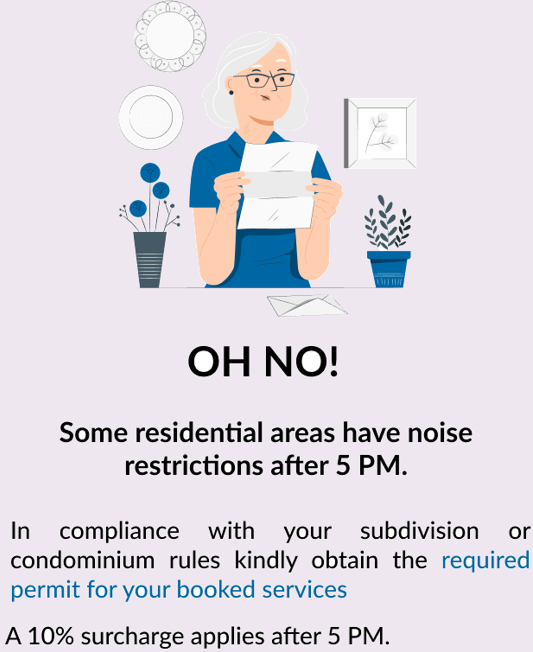 OH NO!
Some residential areas have noise
restrictions after 5 PM.
In compliance with your subdivision or
condominium rules kindly obtain the required
permit for your booked services
A 10% surcharge applies after 5 PM.